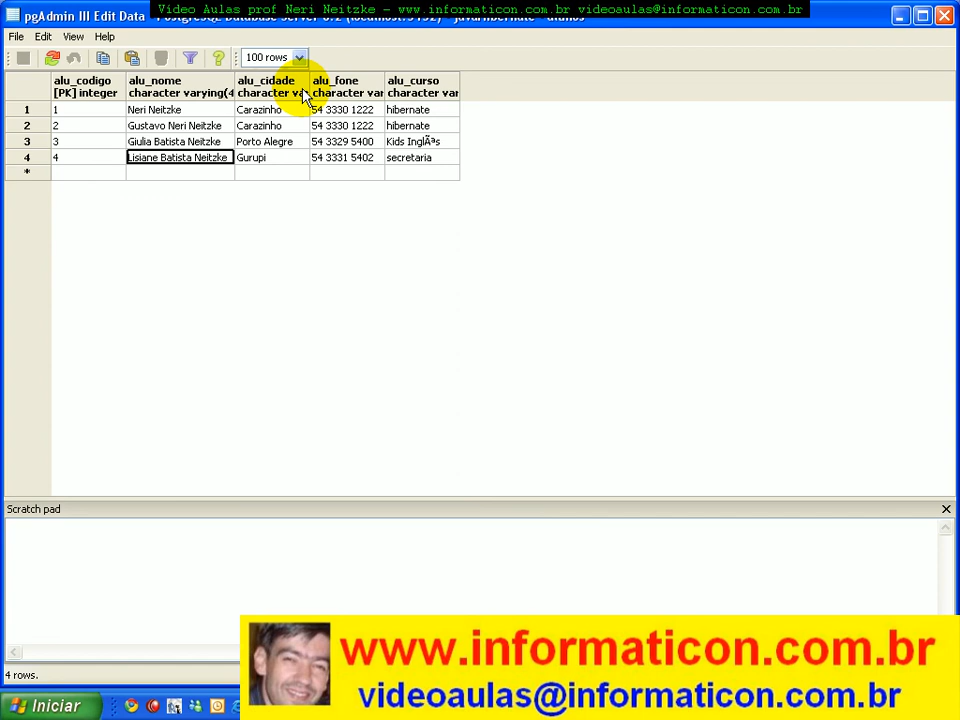 pgAdmin III Edit Data
Video Aulas prof Neri Neitzke - www.informaticon.com.br videoaulas@informaticon.com.br
File Edit View Help
100 rows
alu_codigo alu_nome alu_cidade alu_fone alu_curso
[PK] integer character varying(4 character va character var character var
1 1 Neri Neitzke Carazinho 54 3330 1222 hibernate
2 2 Gustavo Neri Neitzke Carazinho 54 3330 1222 hibernate
3 3 Giulia Batista Neitzke Porto Alegre 54 3329 5400 Kids InglÃªs
4 4 Lisiane Batista Neitzke Gurupi 54 3331 5402 secretaria
*
Scratch pad
4 rows.
www.informaticon.com.br
videoaulas@informaticon.com.br
Iniciar